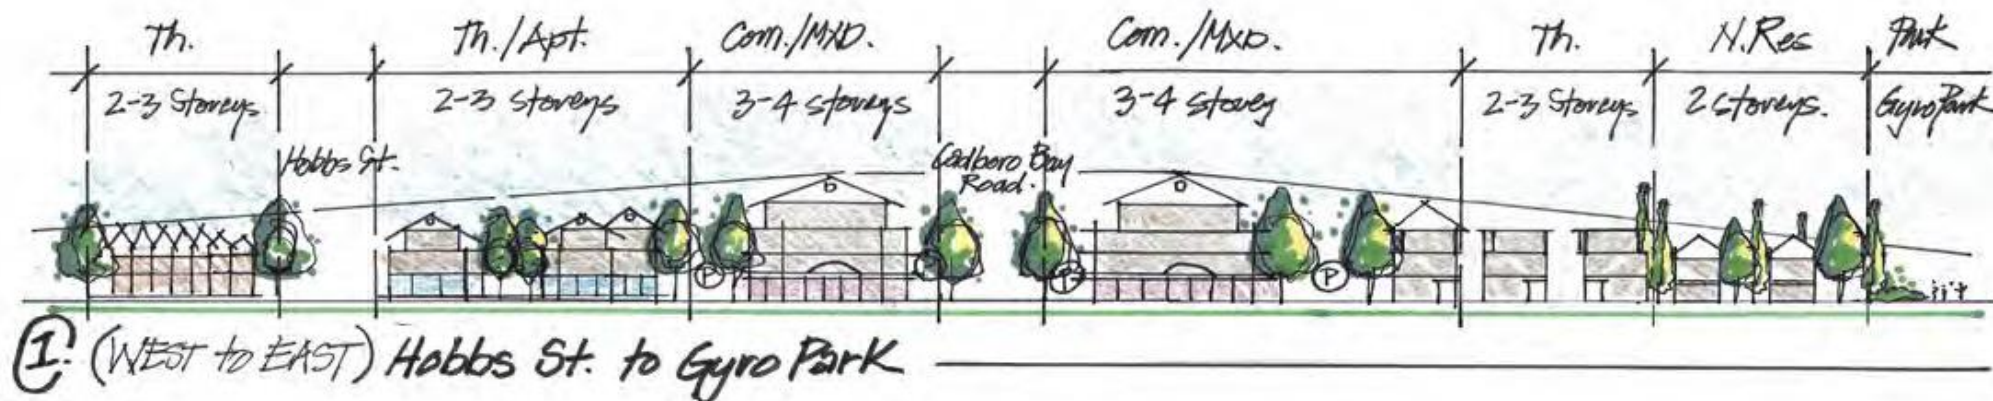 Th. Th./Apt. Com./MXD. Com./MXD. Th. N.Res Park
2-3 Storeys 2-3 storeys 3-4 storeys 3-4 storey 2-3 Storeys 2 storeys. Gyro Park
Hobbs St. Cadboro Bay
Road.
P P P
1. (WEST to EAST) Hobbs St. to Gyro Park